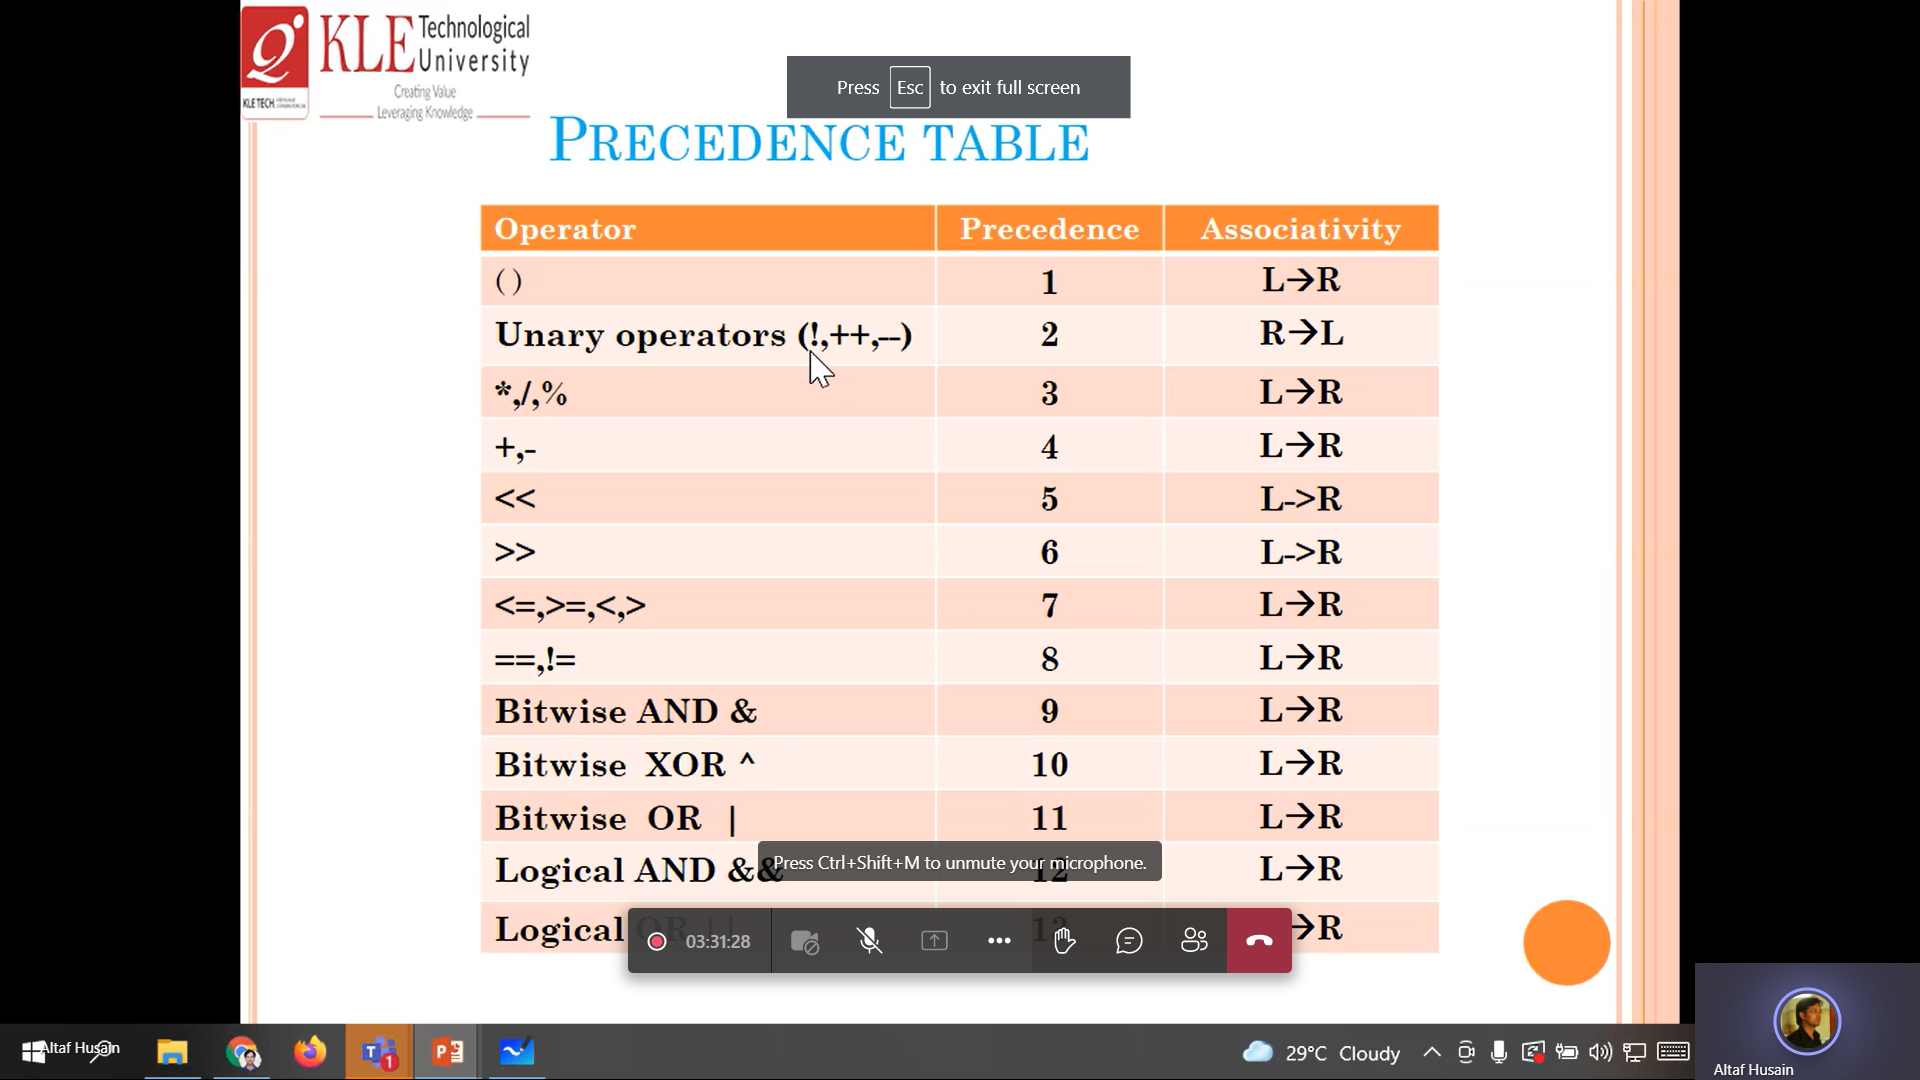 KLE Technological
University
KLE TECH
Creating Value
Leveraging Knowledge
Press Esc to exit full screen
PRECEDENCE TABLE
Operator Precedence Associativity
( ) 1 L→R
Unary operators (!,++,--) 2 R→L
*,/,% 3 L→R
+,- 4 L→R
<< 5 L->R
>> 6 L->R
<=,>=,<,> 7 L→R
==,!= 8 L→R
Bitwise AND & 9 L→R
Bitwise XOR ^ 10 L→R
Bitwise OR | 11 L→R
Logical AND && 12 L→R
Press Ctrl+Shift+M to unmute your microphone.
Logical OR || 13 →R
03:31:28
Altaf Husain
1
29°C Cloudy
Altaf Husain